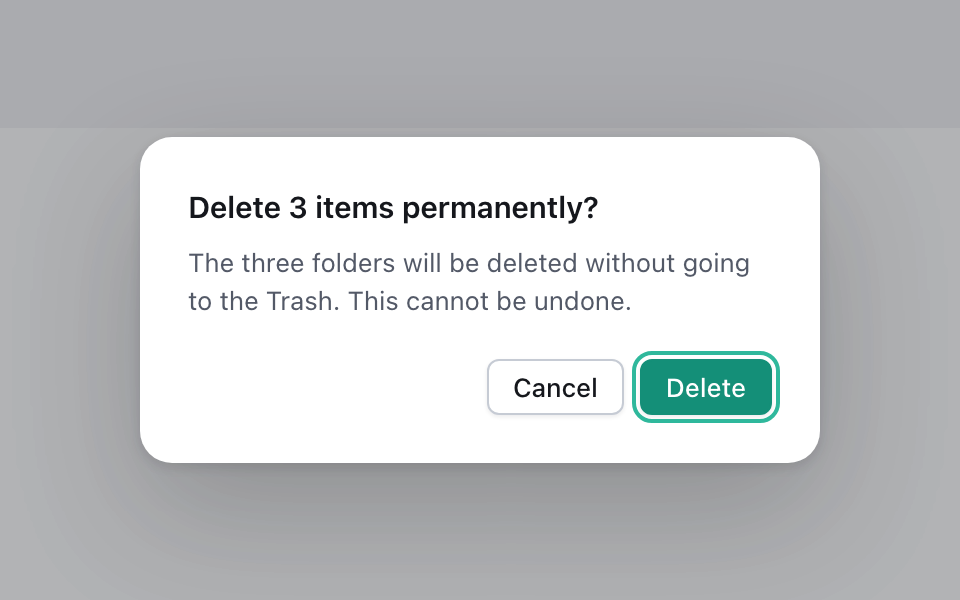 Delete 3 items permanently?
The three folders will be deleted without going
to the Trash. This cannot be undone.
Cancel Delete